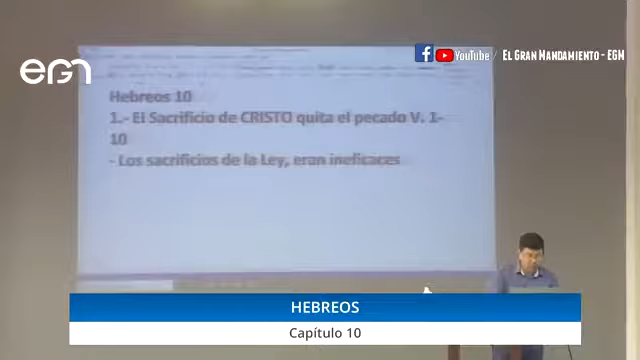 EGM
YouTube / El Gran Mandamiento - EGM
Hebreos 10
1.- El Sacrificio de CRISTO quita el pecado V. 1-
10
- Los sacrificios de la Ley, eran ineficaces
HEBREOS
Capítulo 10